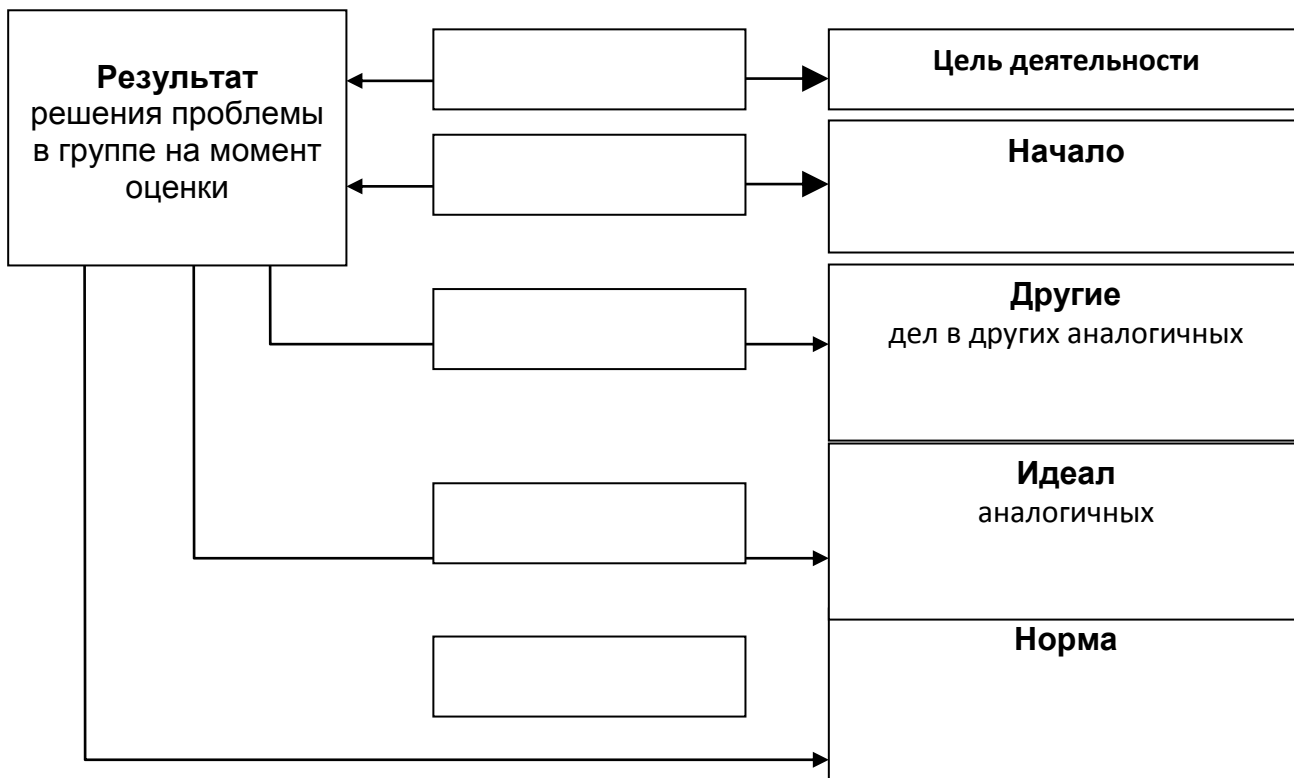 Результат
решения проблемы
в группе на момент
оценки
Цель деятельности
Начало
Другие
дел в других аналогичных
Идеал
аналогичных
Норма